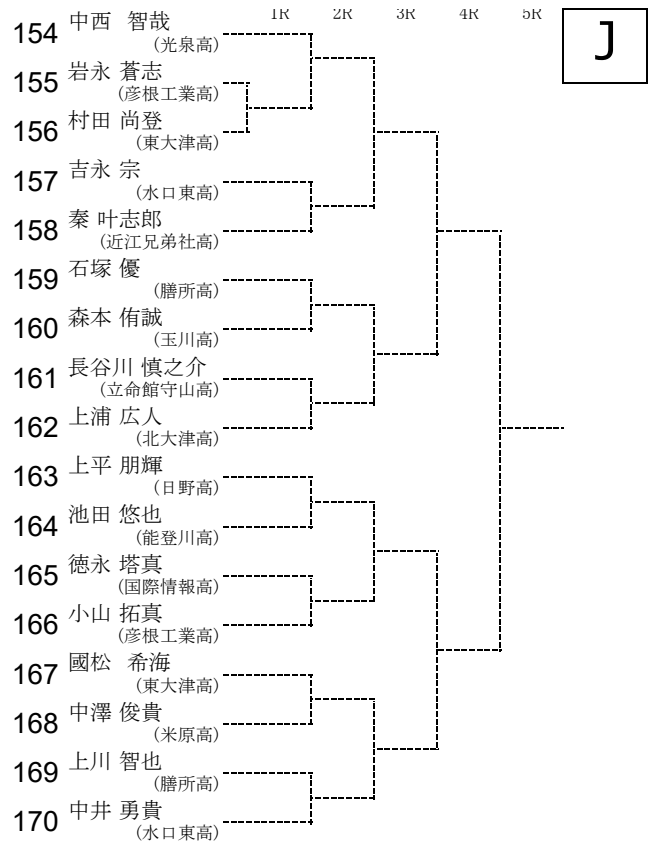 1R 2R 3R 4R 5R
J
154 中西 智哉
(光泉高)
155 岩永 蒼志
(彦根工業高)
156 村田 尚登
(東大津高)
157 吉永 宗
(水口東高)
158 秦 叶志郎
(近江兄弟社高)
159 石塚 優
(膳所高)
160 森本 侑誠
(玉川高)
161 長谷川 慎之介
(立命館守山高)
162 上浦 広人
(北大津高)
163 上平 朋輝
(日野高)
164 池田 悠也
(能登川高)
165 徳永 塔真
(国際情報高)
166 小山 拓真
(彦根工業高)
167 國松 希海
(東大津高)
168 中澤 俊貴
(米原高)
169 上川 智也
(膳所高)
170 中井 勇貴
(水口東高)